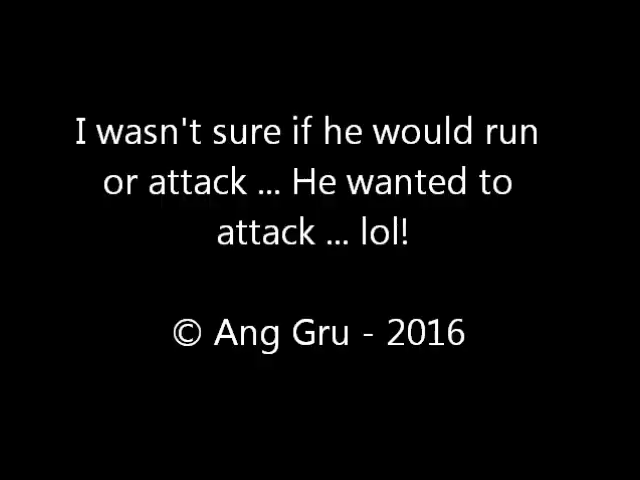 I wasn't sure if he would run
or attack ... He wanted to
attack ... lol!
© Ang Gru - 2016